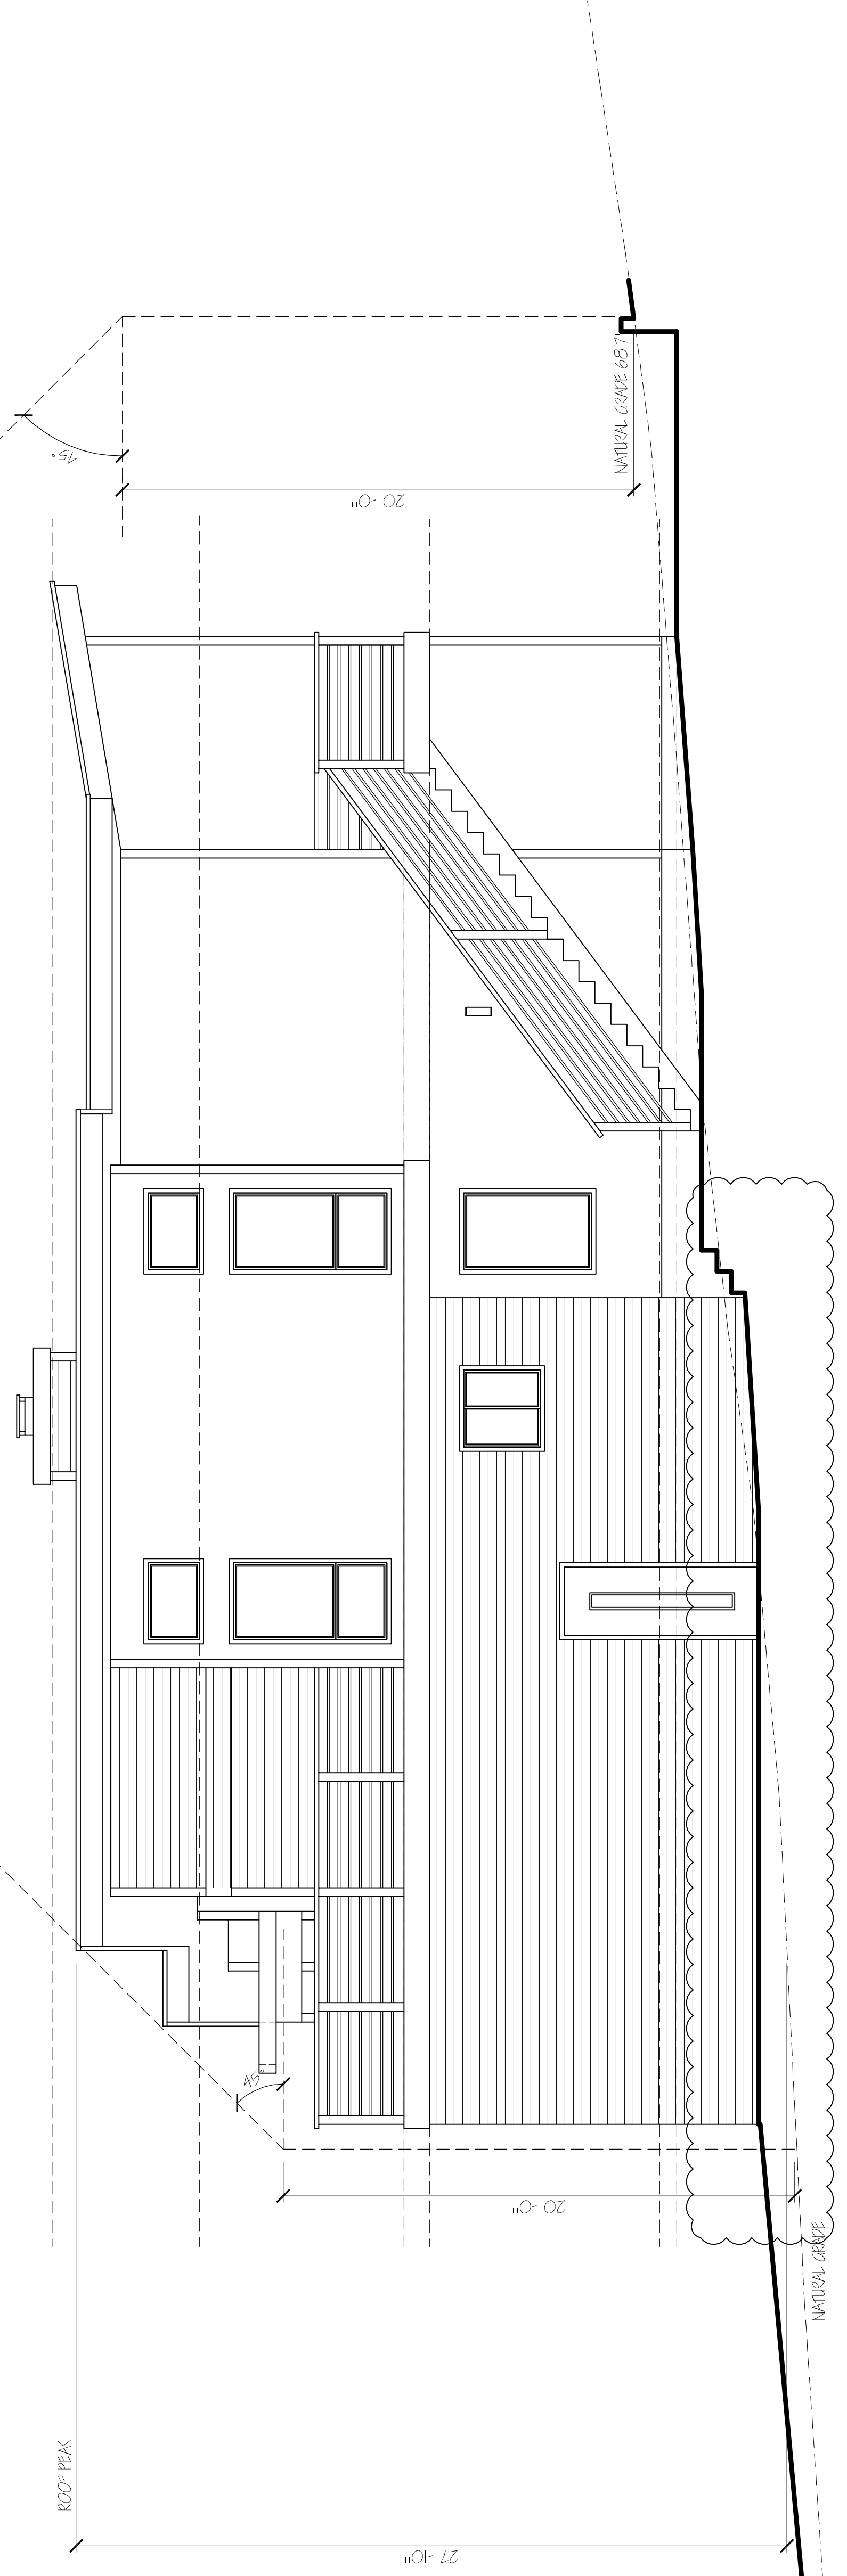 45°
20'-0"
NATURAL GRADE 68.7'
45°
20'-0"
NATURAL GRADE
ROOF PEAK
27'-10"